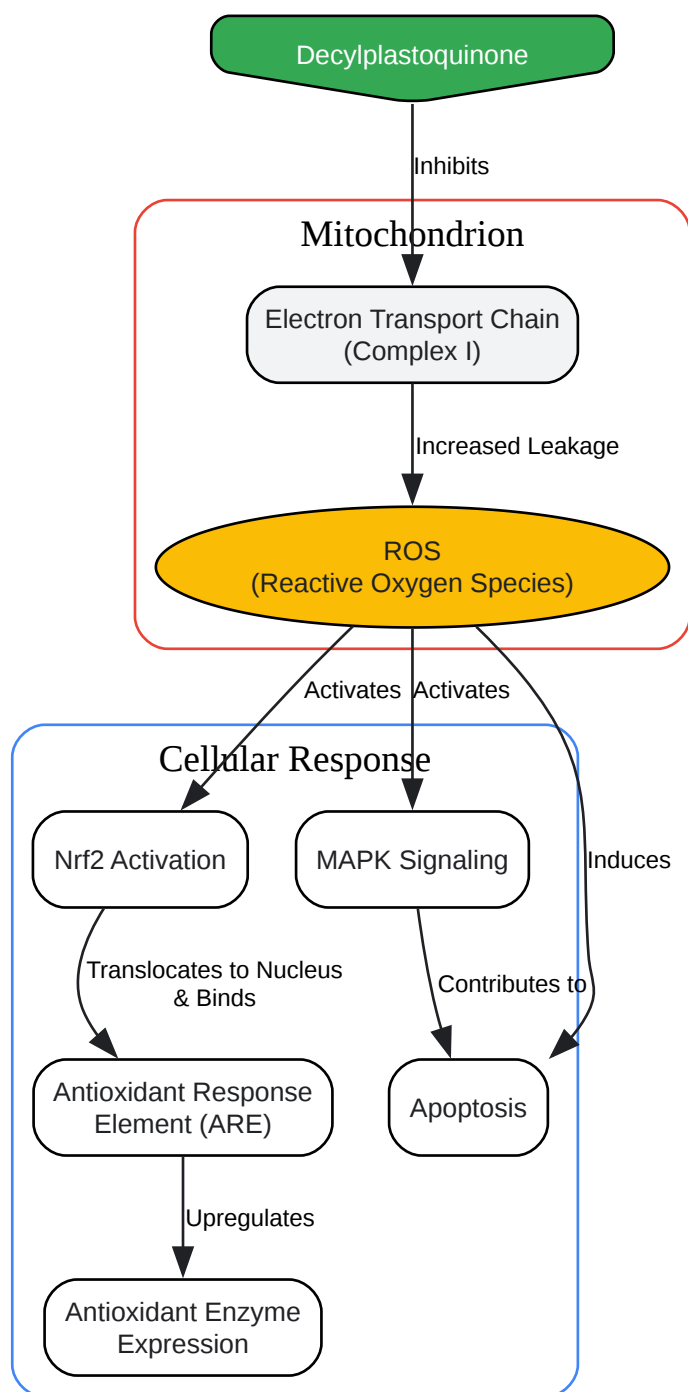 Decylplastoquinone
Inhibits
Mitochondrion
Electron Transport Chain
(Complex I)
Increased Leakage
ROS
(Reactive Oxygen Species)
Activates
Activates
Cellular Response
Nrf2 Activation
MAPK Signaling
Induces
Translocates to Nucleus
& Binds
Contributes to
Antioxidant Response
Element (ARE)
Apoptosis
Upregulates
Antioxidant Enzyme
Expression